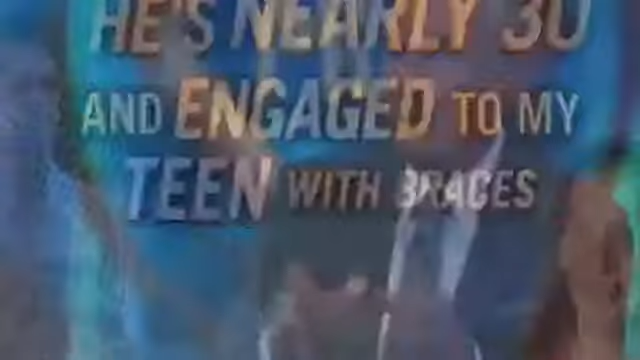 HE'S NEARLY 30
AND ENGAGED TO MY
TEEN WITH BRACES